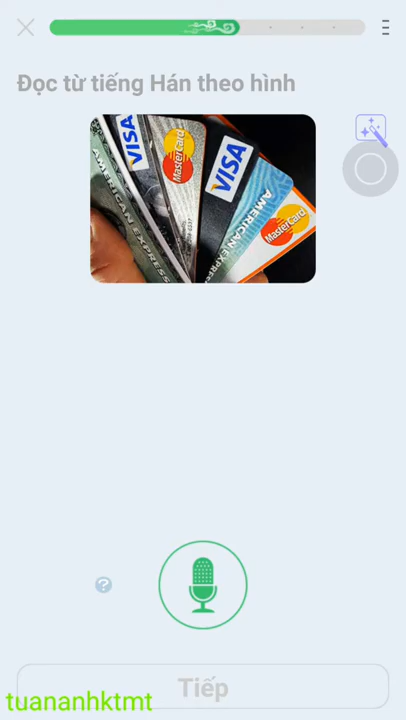 Đọc từ tiếng Hán theo hình
VISA
MasterCard
VISA
AMERICAN EXPRESS
AMERICAN EXPRESS
MasterCard
?
Tiếp
tuananhktmt